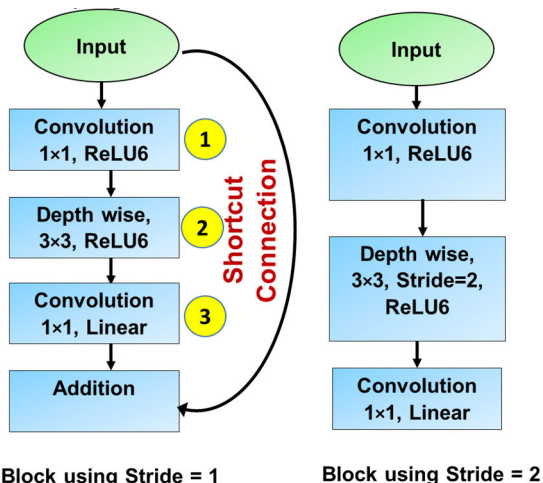 Input
Convolution
1×1, ReLU6
1
Depth wise,
3×3, ReLU6
2
Convolution
1×1, Linear
3
Addition
Shortcut
Connection
Block using Stride = 1
Input
Convolution
1×1, ReLU6
Depth wise,
3×3, Stride=2,
ReLU6
Convolution
1×1, Linear
Block using Stride = 2